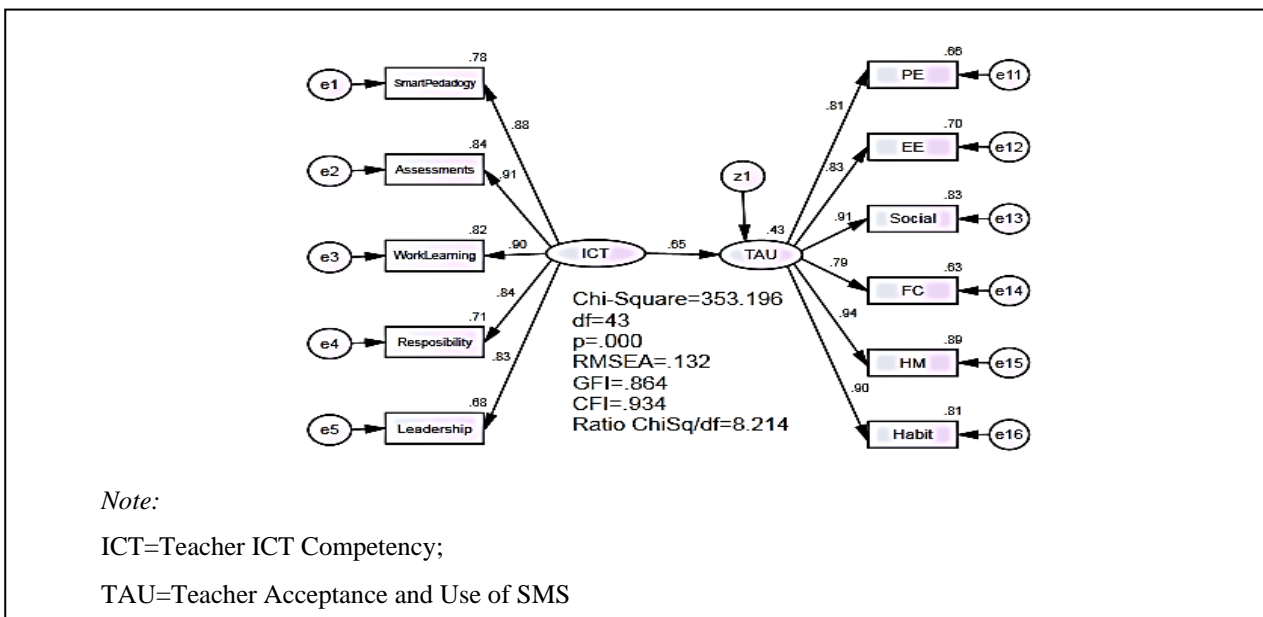 .78
e1
SmartPedadogy
.88
.84
e2
Assessments
.91
.82
e3
WorkLearning
.90
.71
e4
Resposibility
.84
.68
e5
Leadership
.83
ICT
.65
z1
.43
TAU
Chi-Square=353.196
df=43
p=.000
RMSEA=.132
GFI=.864
CFI=.934
Ratio ChiSq/df=8.214
.66
PE
e11
.81
.70
EE
e12
.83
.83
Social
e13
.91
.63
FC
e14
.79
.89
HM
e15
.94
.81
Habit
e16
.90
Note:
ICT=Teacher ICT Competency;
TAU=Teacher Acceptance and Use of SMS